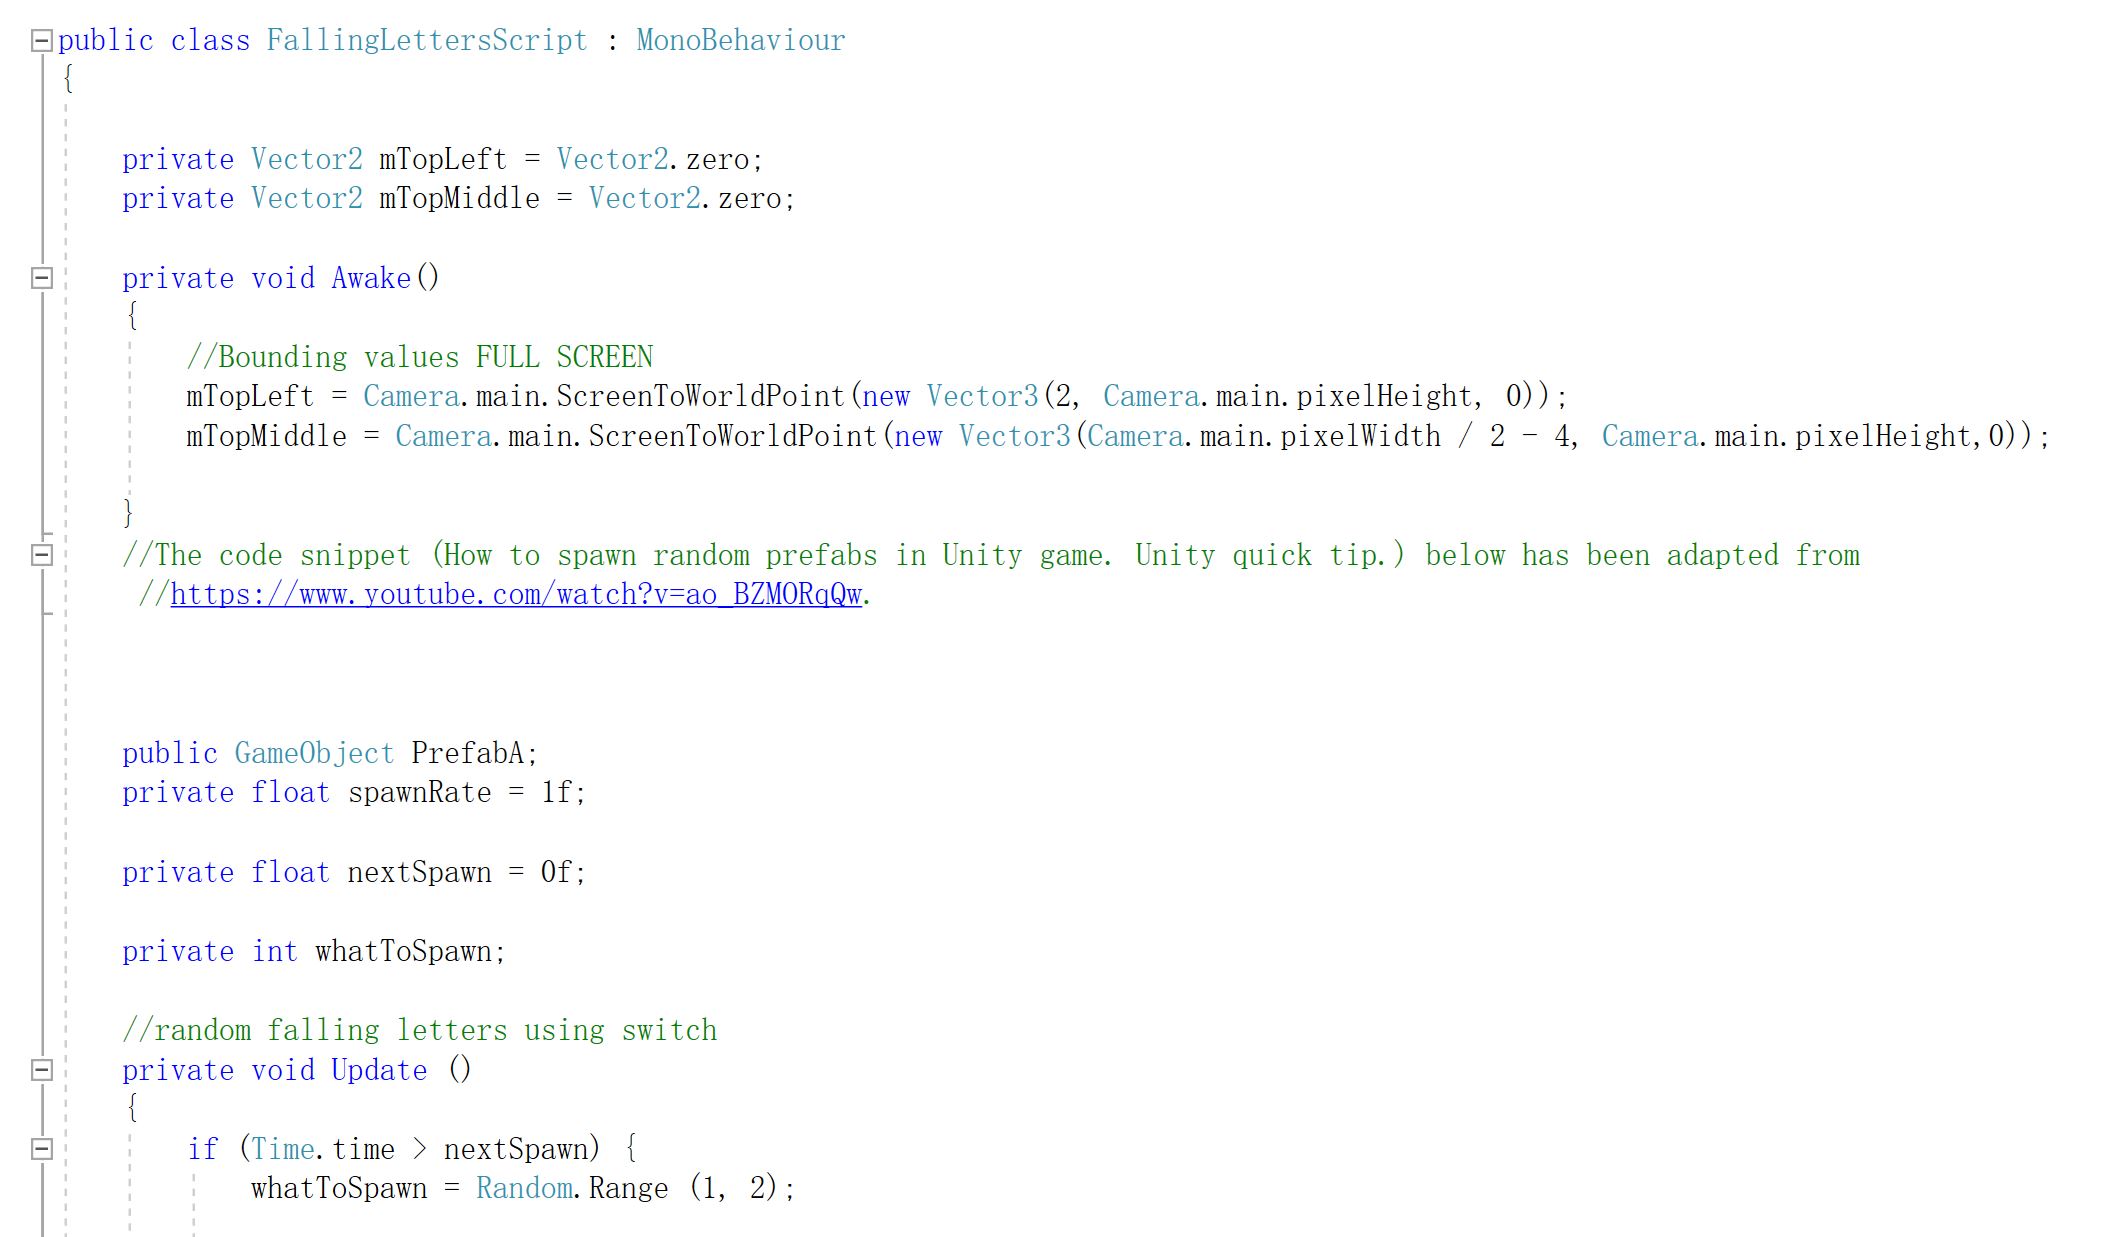 public class FallingLettersScript : MonoBehaviour
{
private Vector2 mTopLeft = Vector2.zero;
private Vector2 mTopMiddle = Vector2.zero;
private void Awake()
{
//Bounding values FULL SCREEN
mTopLeft = Camera.main.ScreenToWorldPoint(new Vector3(2, Camera.main.pixelHeight, 0));
mTopMiddle = Camera.main.ScreenToWorldPoint(new Vector3(Camera.main.pixelWidth / 2 - 4, Camera.main.pixelHeight,0));
}
//The code snippet (How to spawn random prefabs in Unity game. Unity quick tip.) below has been adapted from
//https://www.youtube.com/watch?v=ao_BZMORqQw.
public GameObject PrefabA;
private float spawnRate = 1f;
private float nextSpawn = 0f;
private int whatToSpawn;
//random falling letters using switch
private void Update ()
{
if (Time.time > nextSpawn) {
whatToSpawn = Random.Range (1, 2);